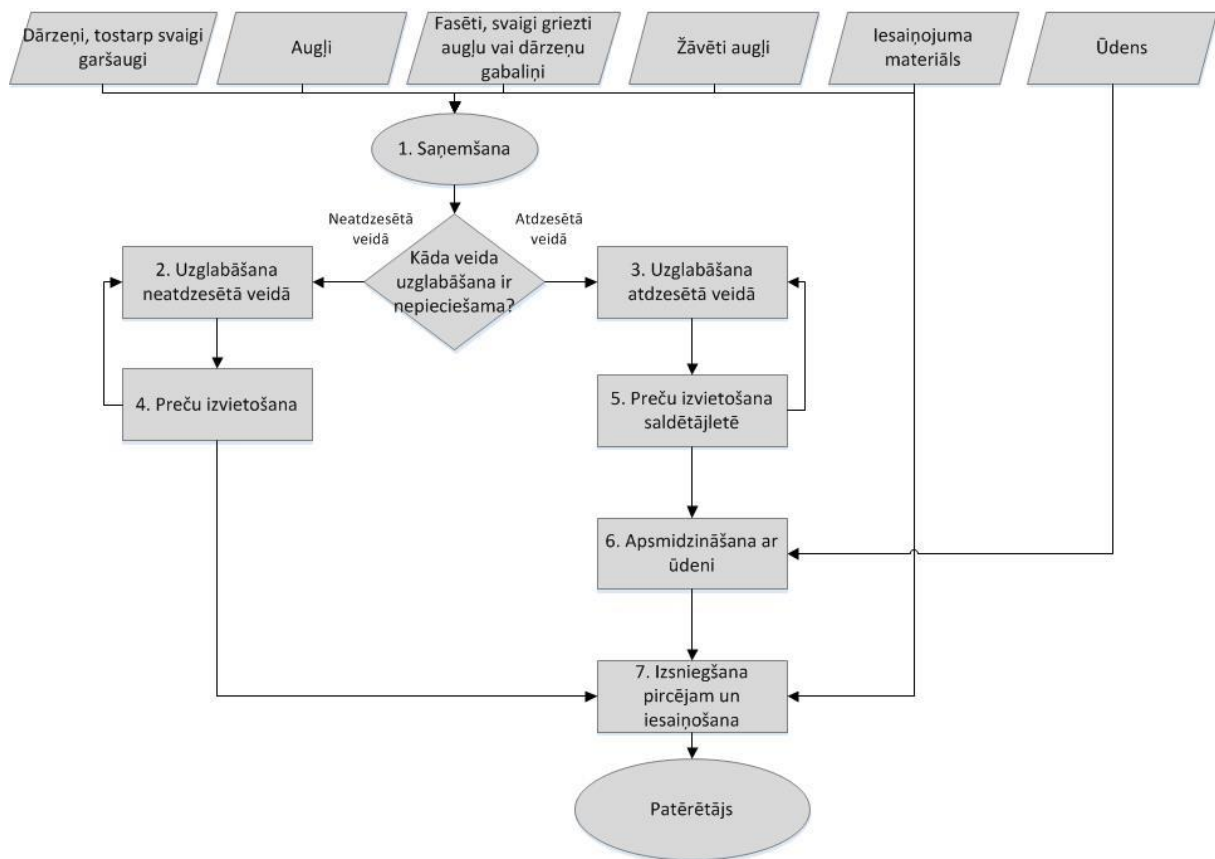 Dārzeņi, tostarp svaigi
garšaugi
Augļi
Fasēti, svaigi griezti
augļu vai dārzeņu
gabaliņi
Žāvēti augļi
Iesaiņojuma
materiāls
Ūdens
1. Saņemšana
Neatdzesētā
veidā
Atdzesētā
veidā
Kāda veida
uzglabāšana ir
nepieciešama?
2. Uzglabāšana
neatdzesētā veidā
3. Uzglabāšana
atdzesētā veidā
4. Preču izvietošana
5. Preču izvietošana
saldētājletē
6. Apsmidzināšana ar
ūdeni
7. Izsniegšana
pircējam un
iesaiņošana
Patērētājs